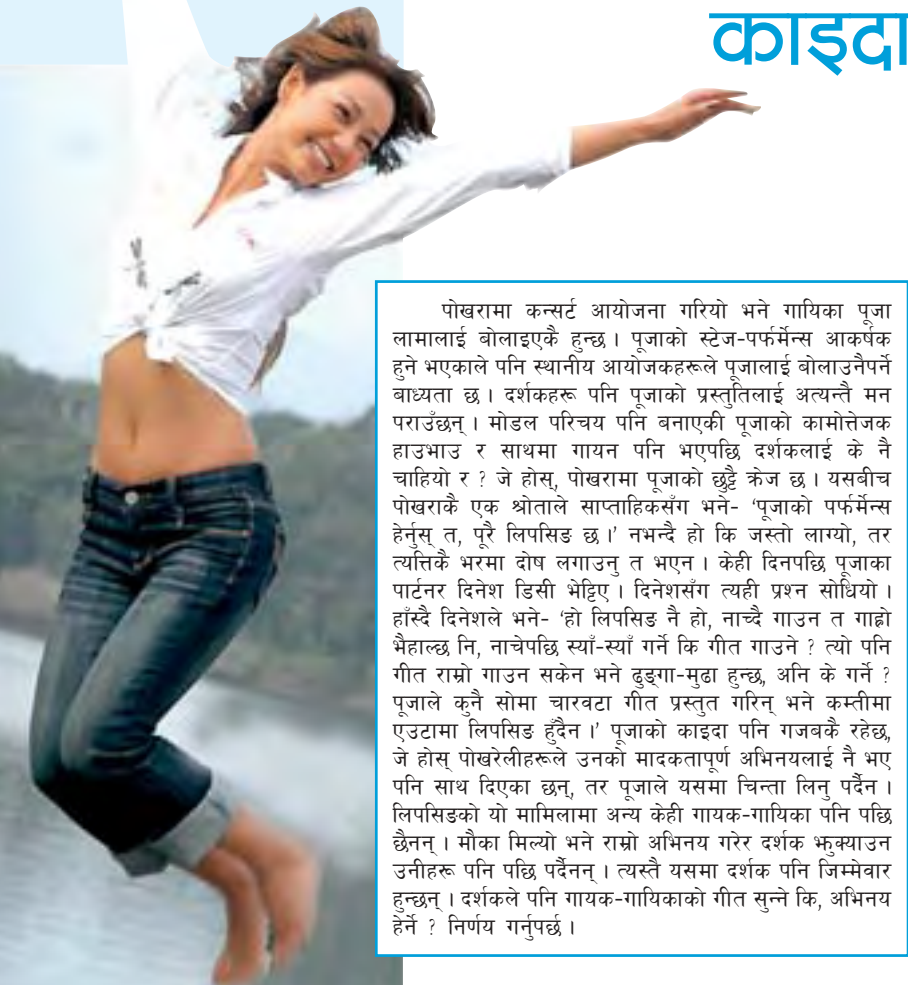 काइदा
पोखरामा कन्सर्ट आयोजना गरियो भने गायिका पूजा
लामालाई बोलाइएकै हुन्छ । पूजाको स्टेज-पर्फर्मेन्स आकर्षक
हुने भएकाले पनि स्थानीय आयोजकहरूले पूजालाई बोलाउनैपर्ने
बाध्यता छ । दर्शकहरू पनि पूजाको प्रस्तुतिलाई अत्यन्तै मन
पराउँछन् । मोडल परिचय पनि बनाएकी पूजाको कामोत्तेजक
हाउभाउ र साथमा गायन पनि भएपछि दर्शकलाई के नै
चाहियो र ? जे होस्, पोखरामा पूजाको छुट्टै क्रेज छ । यसबीच
पोखराकै एक श्रोताले साप्ताहिकसँग भने- ‘पूजाको पर्फर्मेन्स
हेर्नुस् त, पूरै लिपसिङ छ ।’ नभन्दै हो कि जस्तो लाग्यो, तर
त्यत्तिकै भरमा दोष लगाउनु त भएन । केही दिनपछि पूजाका
पार्टनर दिनेश डिसी भेट्टिए । दिनेशसँग त्यही प्रश्न सोधियो ।
हाँस्दै दिनेशले भने- ‘हो लिपसिङ नै हो, नाच्दै गाउन त गाह्रो
भैहाल्छ नि, नाचेपछि स्याँ-स्याँ गर्ने कि गीत गाउने ? त्यो पनि
गीत राम्रो गाउन सकेन भने ढुङ्गा-मुढा हुन्छ, अनि के गर्ने ?
पूजाले कुनै सोमा चारवटा गीत प्रस्तुत गरिन् भने कम्तीमा
एउटामा लिपसिङ हुँदैन ।’ पूजाको काइदा पनि गजबकै रहेछ,
जे होस् पोखरेलीहरूले उनको मादकतापूर्ण अभिनयलाई नै भए
पनि साथ दिएका छन्, तर पूजाले यसमा चिन्ता लिनु पर्दैन ।
लिपसिङको यो मामिलामा अन्य केही गायक-गायिका पनि पछि
छैनन् । मौका मिल्यो भने राम्रो अभिनय गरेर दर्शक झुक्याउन
उनीहरू पनि पछि पर्दैनन् । त्यस्तै यसमा दर्शक पनि जिम्मेवार
हुन्छन् । दर्शकले पनि गायक-गायिकाको गीत सुन्ने कि, अभिनय
हेर्ने ? निर्णय गर्नुपर्छ ।